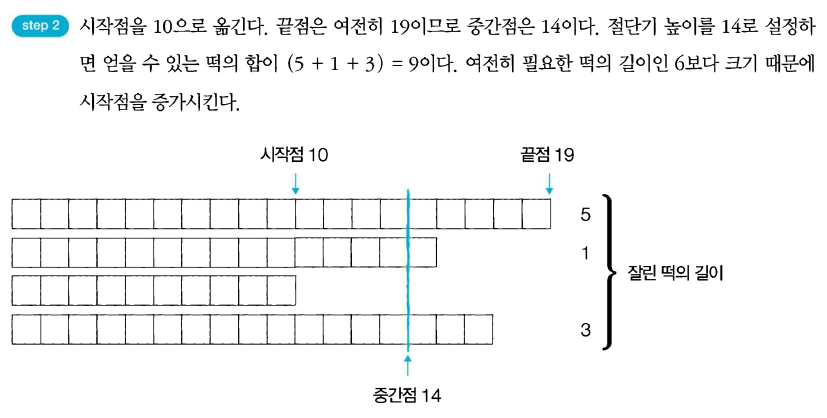 step 2 시작점을 10으로 옮긴다. 끝점은 여전히 19이므로 중간점은 14이다. 절단기 높이를 14로 설정하
면 얻을 수 있는 떡의 합이 (5 + 1 + 3) = 9이다. 여전히 필요한 떡의 길이인 6보다 크기 때문에
시작점을 증가시킨다.
시작점 10 끝점 19
5
1
잘린 떡의 길이
3
중간점 14